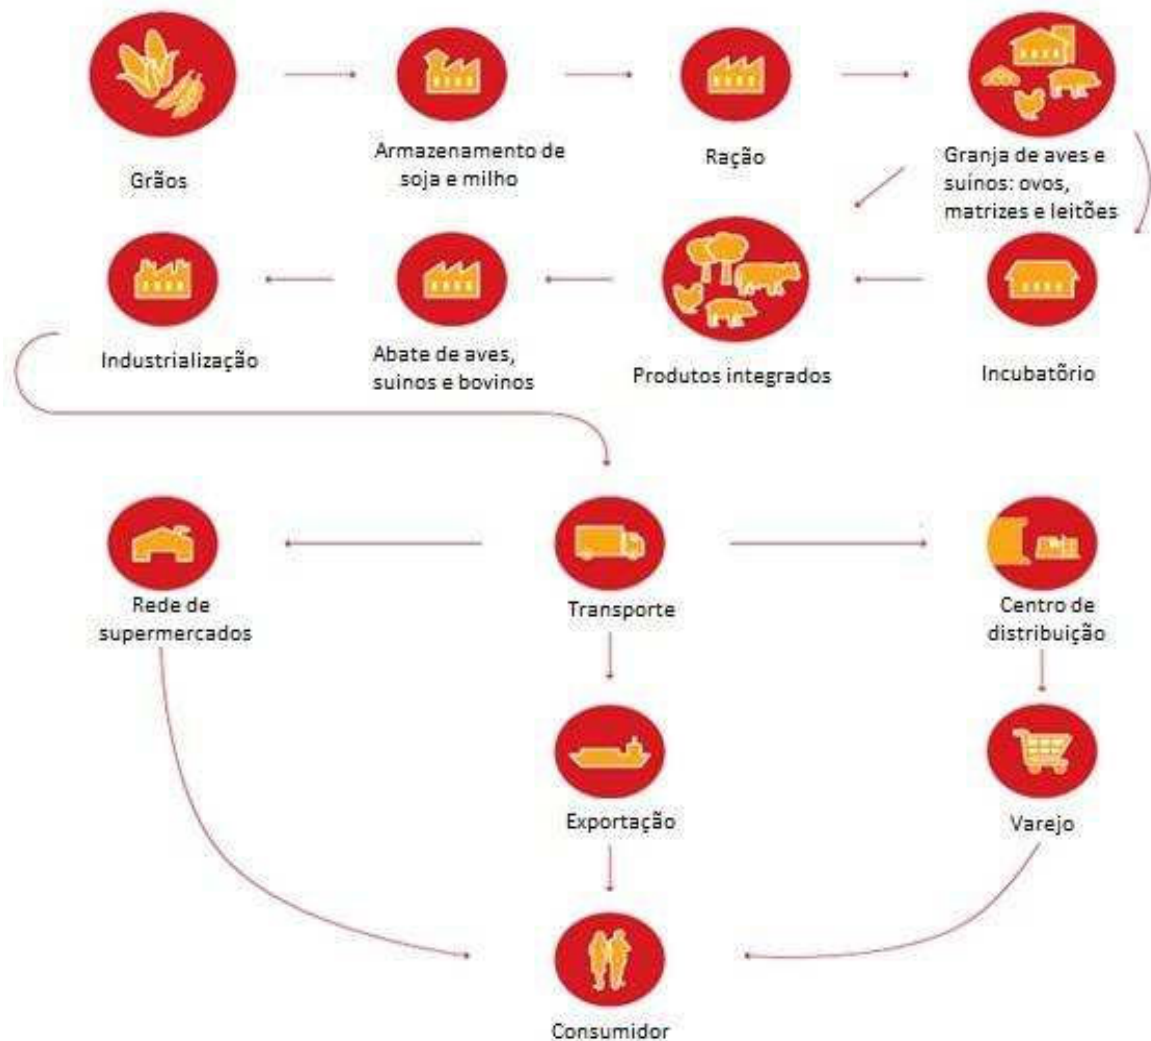 Grãos
Armazenamento de
soja e milho
Ração
Granja de aves e
suínos: ovos,
matrizes e leitões
Industrialização
Abate de aves,
suinos e bovinos
Produtos integrados
Incubatõrio
Rede de
supermercados
Transporte
Centro de
distribuição
Exportação
Varejo
Consumidor